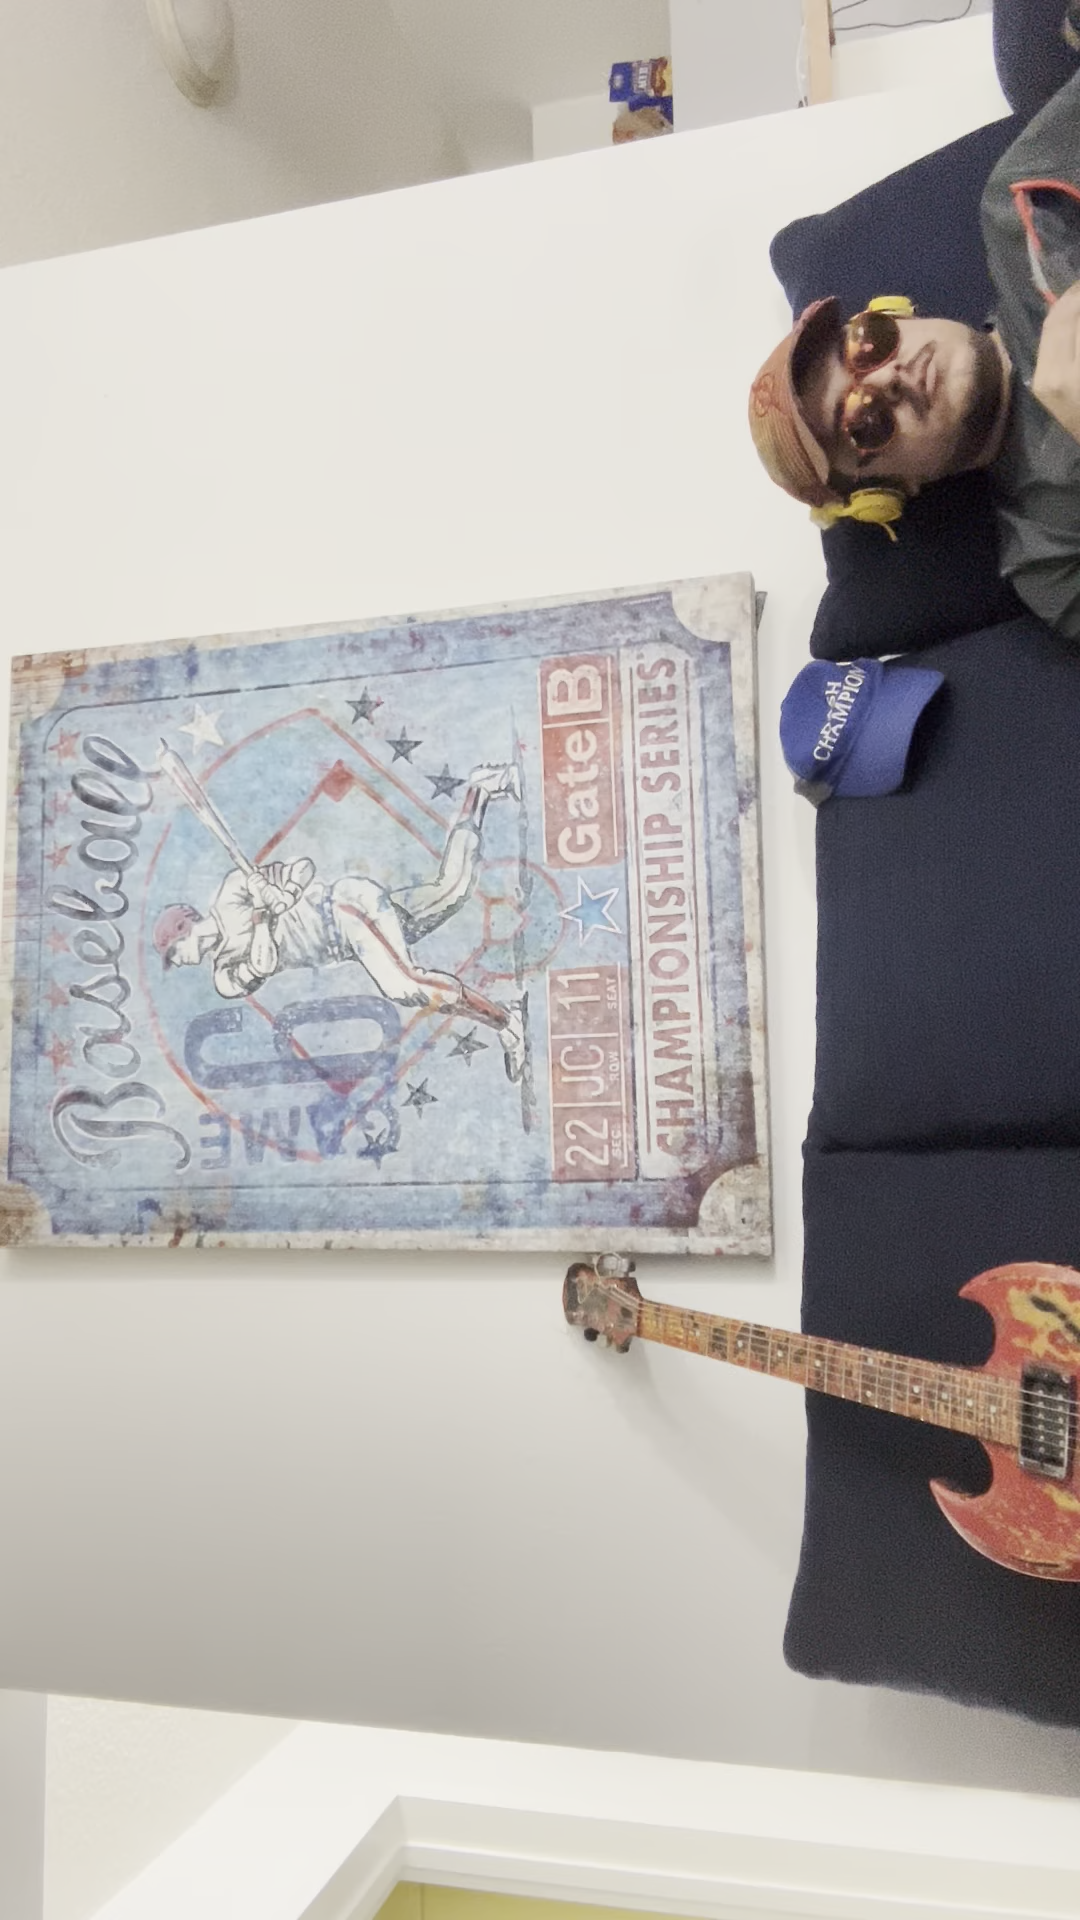 Baseball
GAME
6
22 JC 11
SEC. ROW SEAT
Gate B
CHAMPIONSHIP SERIES
CHAMPION